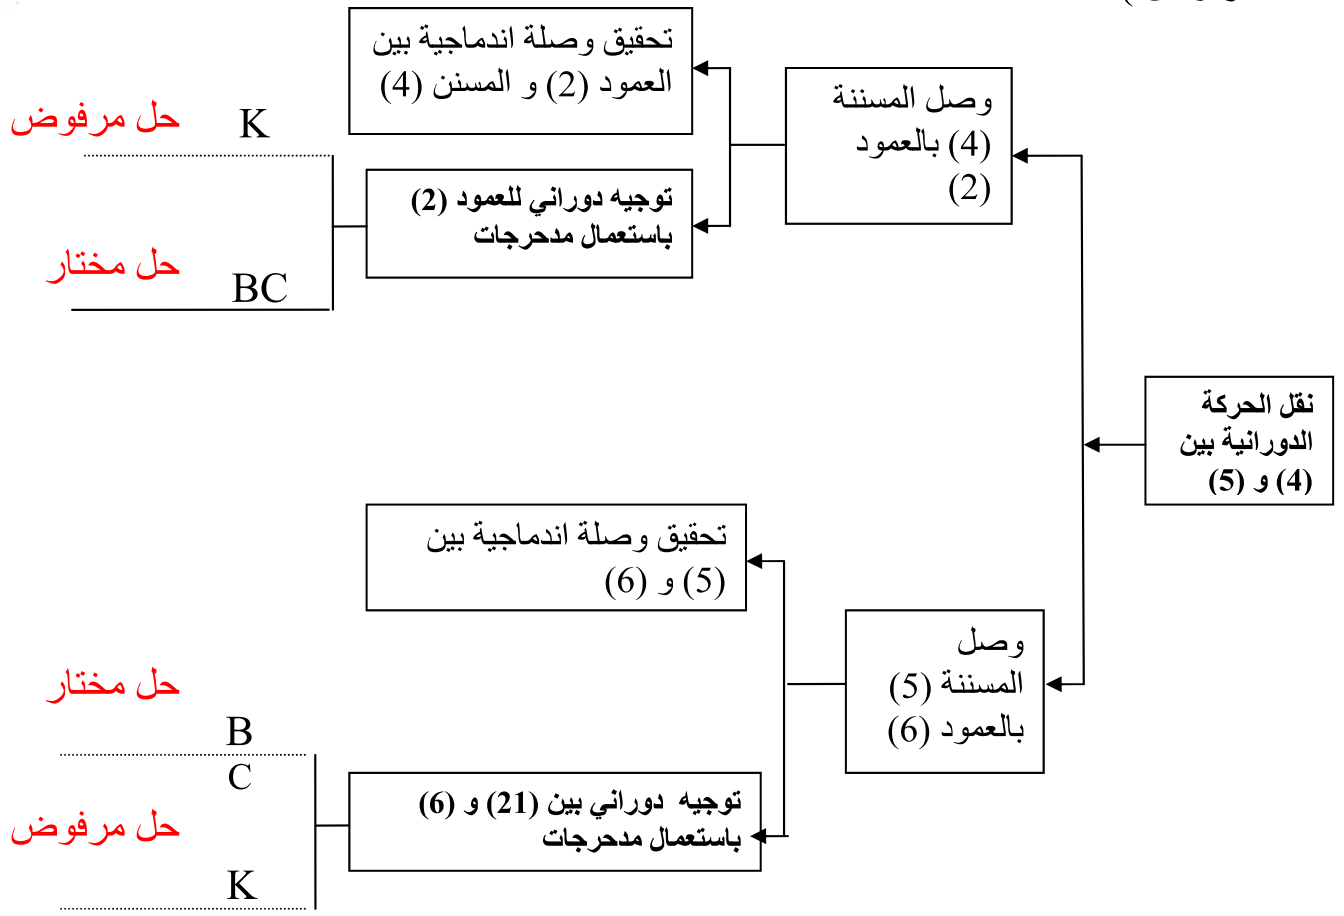 تحقيق وصلة اندماجية بين
العمود (2) و المسنن (4)
وصل المسننة
(4) بالعمود
(2)
حل مرفوض
K
توجيه دوراني للعمود (2)
باستعمال مدحرجات
حل مختار
BC
نقل الحركة
الدورانية بين
(4) و (5)
تحقيق وصلة اندماجية بين
(5) و (6)
وصل
المسننة (5)
بالعمود (6)
حل مختار
B
C
توجيه دوراني بين (21) و (6)
باستعمال مدحرجات
حل مرفوض
K